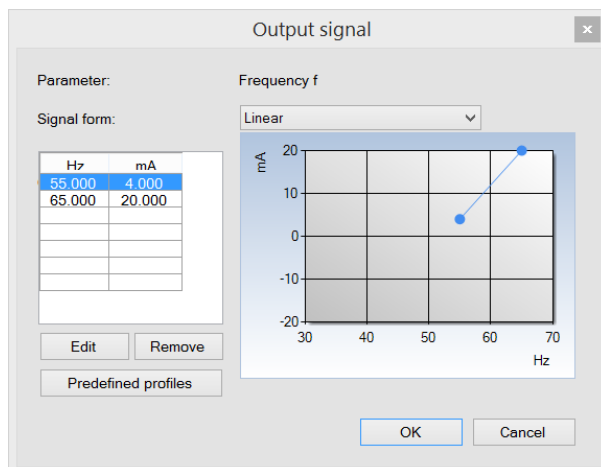 Output signal
x
Parameter:
Frequency f
Signal form:
Linear
Hz mA
55.000 4.000
65.000 20.000
Edit Remove
Predefined profiles
mA
20
10
0
-10
-20
30 40 50 60 70
Hz
OK Cancel